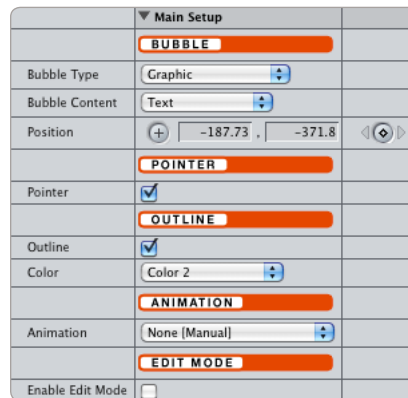 Main Setup
BUBBLE
Bubble Type Graphic
Bubble Content Text
Position -187.73 , -371.8
POINTER
Pointer
OUTLINE
Outline
Color Color 2
ANIMATION
Animation None [Manual]
EDIT MODE
Enable Edit Mode